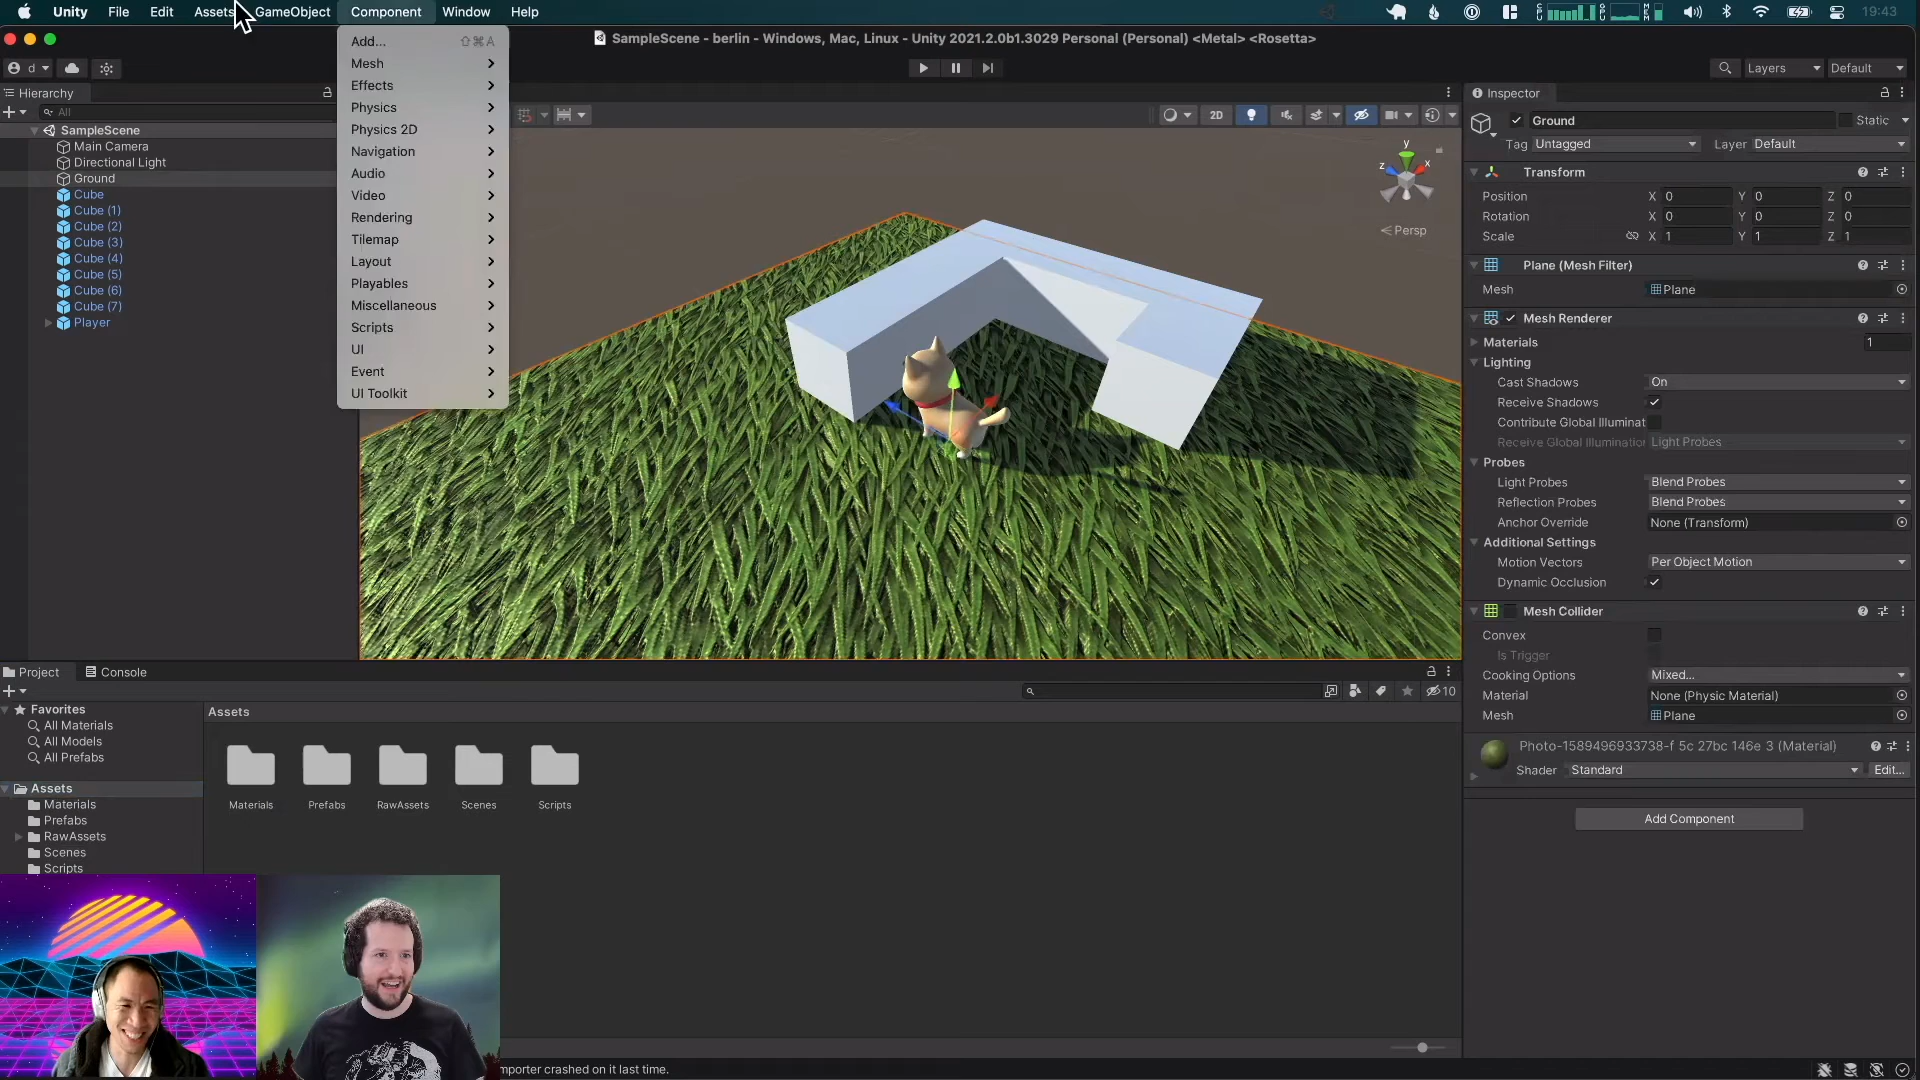 Unity File Edit Assets GameObject Component Window Help 19:43
SampleScene - berlin - Windows, Mac, Linux - Unity 2021.2.0b1.3029 Personal (Personal) <Metal> <Rosetta>
d Layers Default
Hierarchy
All
SampleScene
Main Camera
Directional Light
Ground
Cube
Cube (1)
Cube (2)
Cube (3)
Cube (4)
Cube (5)
Cube (6)
Cube (7)
Player
Add... ⇧⌘A
Mesh
Effects
Physics
Physics 2D
Navigation
Audio
Video
Rendering
Tilemap
Layout
Playables
Miscellaneous
Scripts
UI
Event
UI Toolkit
2D
y
z x
Persp
Inspector
Ground Static
Tag Untagged Layer Default
Transform
Position X 0 Y 0 Z 0
Rotation X 0 Y 0 Z 0
Scale X 1 Y 1 Z 1
Plane (Mesh Filter)
Mesh Plane
Mesh Renderer
Materials 1
Lighting
Cast Shadows On
Receive Shadows
Contribute Global Illuminat
Receive Global Illumination Light Probes
Probes
Light Probes Blend Probes
Reflection Probes Blend Probes
Anchor Override None (Transform)
Additional Settings
Motion Vectors Per Object Motion
Dynamic Occlusion
Mesh Collider
Convex
Is Trigger
Cooking Options Mixed...
Material None (Physic Material)
Mesh Plane
Photo-1589496933738-f 5c 27bc 146e 3 (Material)
Shader Standard Edit...
Add Component
Project Console
10
Favorites
All Materials
All Models
All Prefabs
Assets
Materials
Prefabs
RawAssets
Scenes
Scripts
Assets
Materials Prefabs RawAssets Scenes Scripts
mporter crashed on it last time.